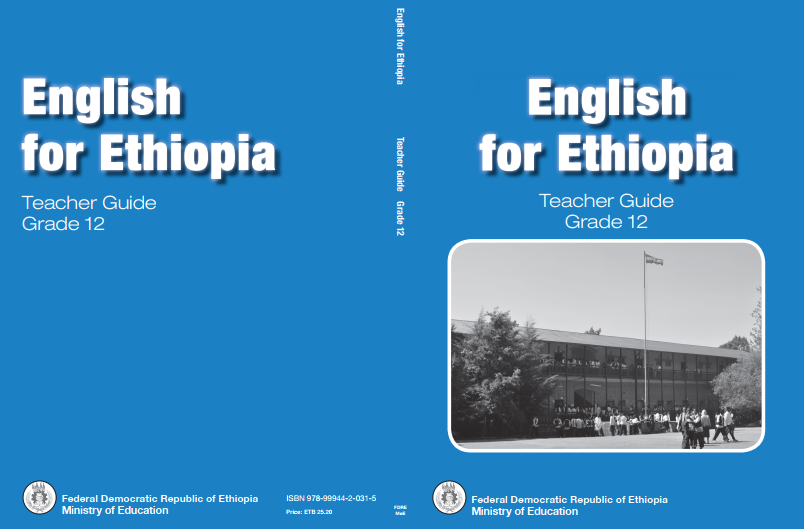 English
for Ethiopia
Teacher Guide
Grade 12
Federal Democratic Republic of Ethiopia
Ministry of Education
ISBN 978-99944-2-031-5
Price: ETB 25.20
English for Ethiopia
Teacher Guide Grade 12
FDRE
MoE
English
for Ethiopia
Teacher Guide
Grade 12
Federal Democratic Republic of Ethiopia
Ministry of Education